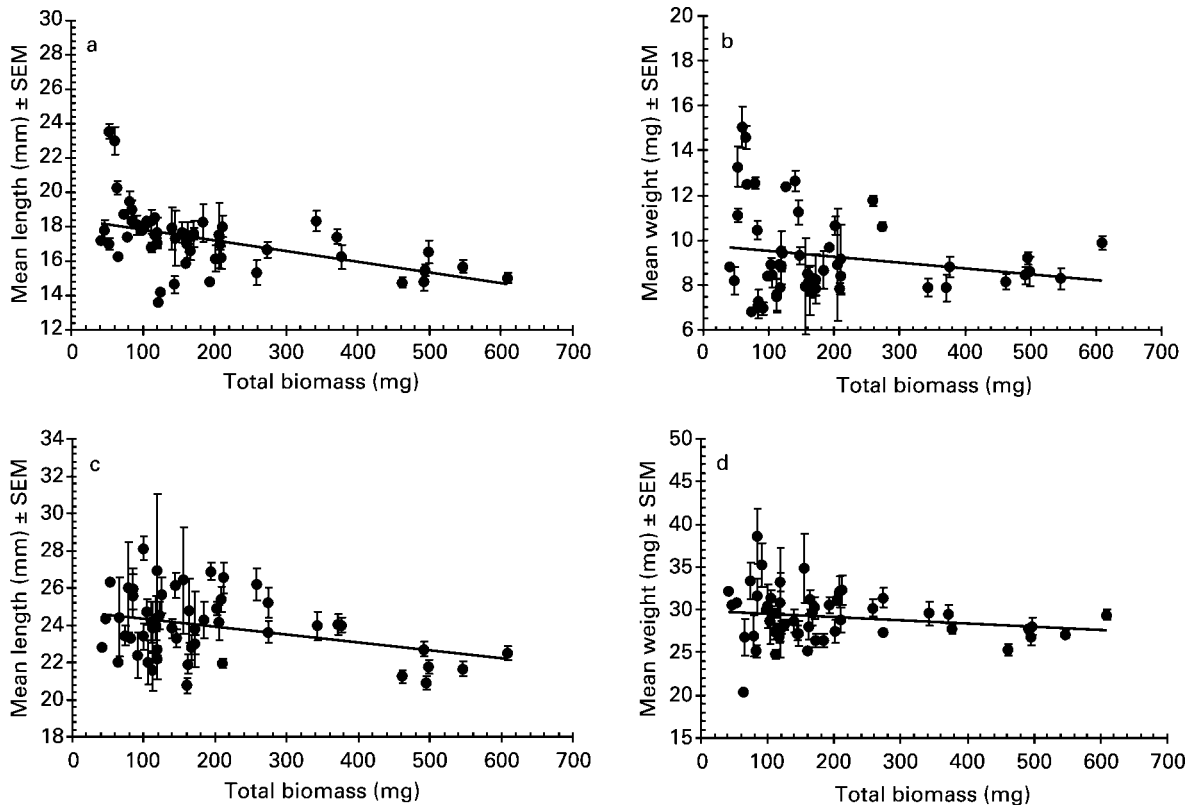 a
Mean length (mm) ± SEM
30
28
26
24
22
20
18
16
14
12
0 100 200 300 400 500 600 700
Total biomass (mg)
b
Mean weight (mg) ± SEM
20
18
16
14
12
10
8
6
0 100 200 300 400 500 600 700
Total biomass (mg)
c
Mean length (mm) ± SEM
34
32
30
28
26
24
22
20
18
0 100 200 300 400 500 600 700
Total biomass (mg)
d
Mean weight (mg) ± SEM
50
45
40
35
30
25
20
15
0 100 200 300 400 500 600 700
Total biomass (mg)